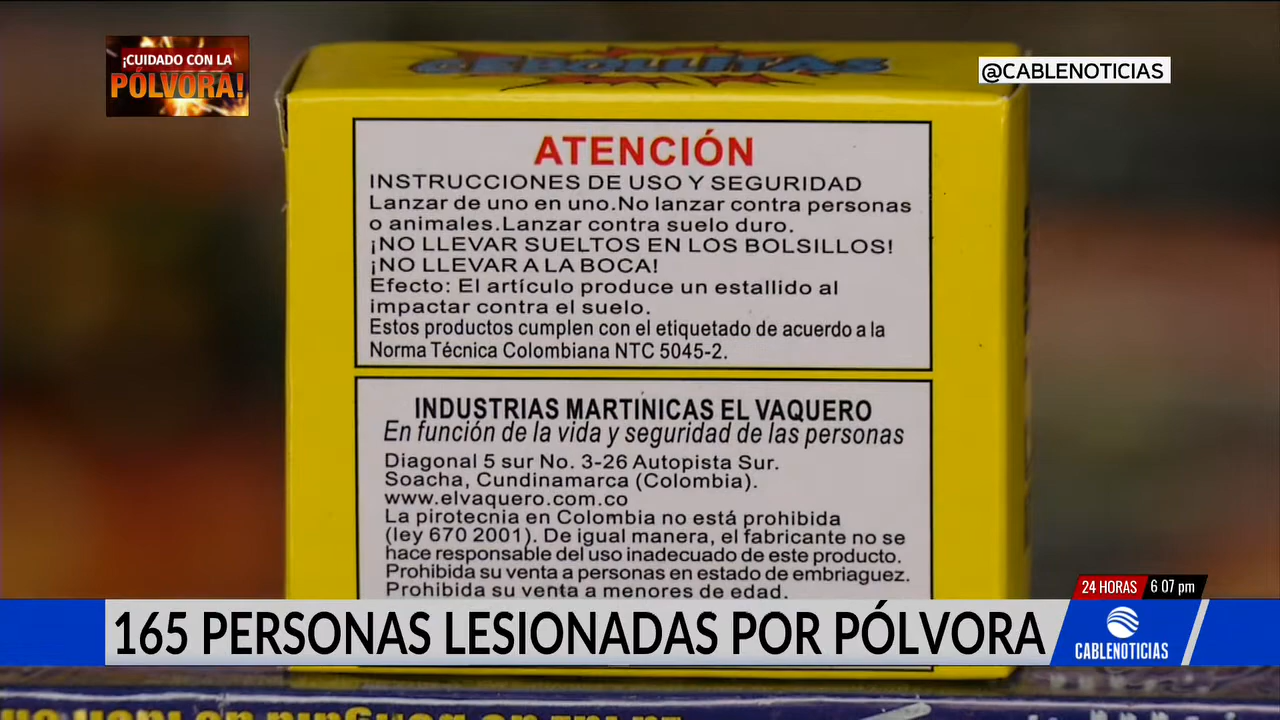 ¡CUIDADO CON LA
PÓLVORA!
@CABLENOTICIAS
ATENCIÓN
INSTRUCCIONES DE USO Y SEGURIDAD
Lanzar de uno en uno.No lanzar contra personas
o animales.Lanzar contra suelo duro.
¡NO LLEVAR SUELTOS EN LOS BOLSILLOS!
¡NO LLEVAR A LA BOCA!
Efecto: El artículo produce un estallido al
impactar contra el suelo.
Estos productos cumplen con el etiquetado de acuerdo a la
Norma Técnica Colombiana NTC 5045-2.
INDUSTRIAS MARTÍNICAS EL VAQUERO
En función de la vida y seguridad de las personas
Diagonal 5 sur No. 3-26 Autopista Sur.
Soacha, Cundinamarca (Colombia).
www.elvaquero.com.co
La pirotecnia en Colombia no está prohibida
(ley 670 2001). De igual manera, el fabricante no se
hace responsable del uso inadecuado de este producto.
Prohibida su venta a personas en estado de embriaguez.
Prohibida su venta a menores de edad.
24 HORAS 6:07 pm
165 PERSONAS LESIONADAS POR PÓLVORA
CABLENOTICIAS